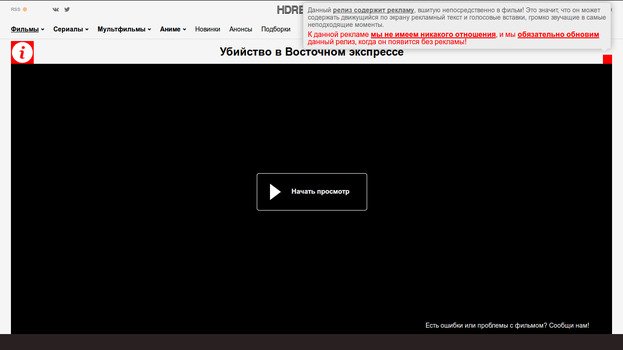 RSS
HDRE
Данный релиз содержит рекламу, вшитую непосредственно в фильм! Это значит, что он может
содержать движущийся по экрану рекламный текст и голосовые вставки, громко звучащие в самые
неподходящие моменты.
К данной рекламе мы не имеем никакого отношения, и мы обязательно обновим
данный релиз, когда он появится без рекламы!
Фильмы Сериалы Мультфильмы Аниме Новинки Анонсы Подборки
Убийство в Восточном экспрессе
Начать просмотр
Есть ошибки или проблемы с фильмом? Сообщи нам!